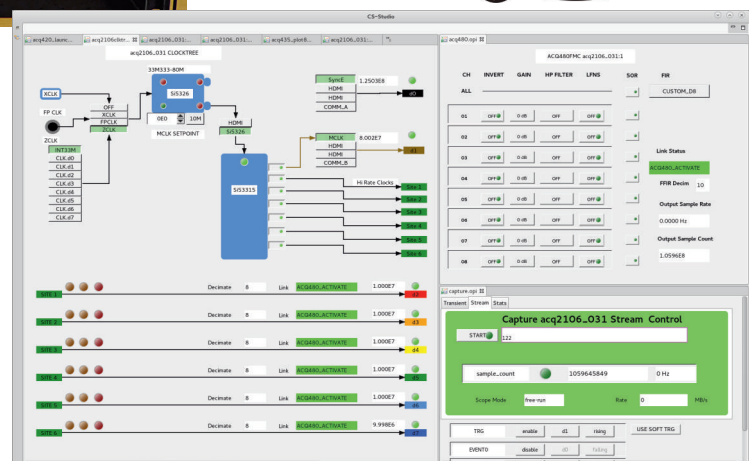 CS-Studio
acq420_launc... acq2106clktr... acq2106_031:... acq2106_031:... acq435_plot8... acq2106_031:...
acq2106_031 CLOCKTREE
33M333-80M
XCLK
Si5326
FP CLK
OFF
XCLK
FPCLK
ZCLK
0E0 10M
MCLK SETPOINT
ZCLK
INT33M
CLK.d0
CLK.d1
CLK.d2
CLK.d3
CLK.d4
CLK.d5
CLK.d6
CLK.d7
HDMI
Si5326
Si53315
SyncE 1.2503E8
HDMI
HDMI
COMM_A
d0
MCLK 8.002E7
HDMI
HDMI
COMM_B
d1
Hi Rate Clocks
Site 1
Site 2
Site 3
Site 4
Site 5
Site 6
SITE 1 Decimate 8 Link ACQ480_ACTIVATE 1.000E7 d2
SITE 2 Decimate 8 Link ACQ480_ACTIVATE 1.000E7 d3
SITE 3 Decimate 8 Link ACQ480_ACTIVATE 1.000E7 d4
SITE 4 Decimate 8 Link ACQ480_ACTIVATE 1.000E7 d5
SITE 5 Decimate 8 Link ACQ480_ACTIVATE 1.000E7 d6
SITE 6 Decimate 8 Link ACQ480_ACTIVATE 9.998E6 d7
acq480.opi
ACQ480FMC acq2106_031:1
CH INVERT GAIN HP FILTER LFNS SOR FIR
ALL CUSTOM_D8
01 OFF 0 dB OFF OFF
02 OFF 0 dB OFF OFF
03 OFF 0 dB OFF OFF
04 OFF 0 dB OFF OFF
05 OFF 0 dB OFF OFF
06 OFF 0 dB OFF OFF
07 OFF 0 dB OFF OFF
08 OFF 0 dB OFF OFF
Link Status
ACQ480_ACTIVATE
FFIR Decim 10
Output Sample Rate
0.0000 Hz
Output Sample Count
1.0596E8
capture.opi
Transient Stream Stats
Capture acq2106_031 Stream Control
START 122
sample_count 1059645849 0 Hz
Scope Mode free-run Rate 0 MB/s
TRG enable d1 rising USE SOFT TRG
EVENT0 disable d0 falling